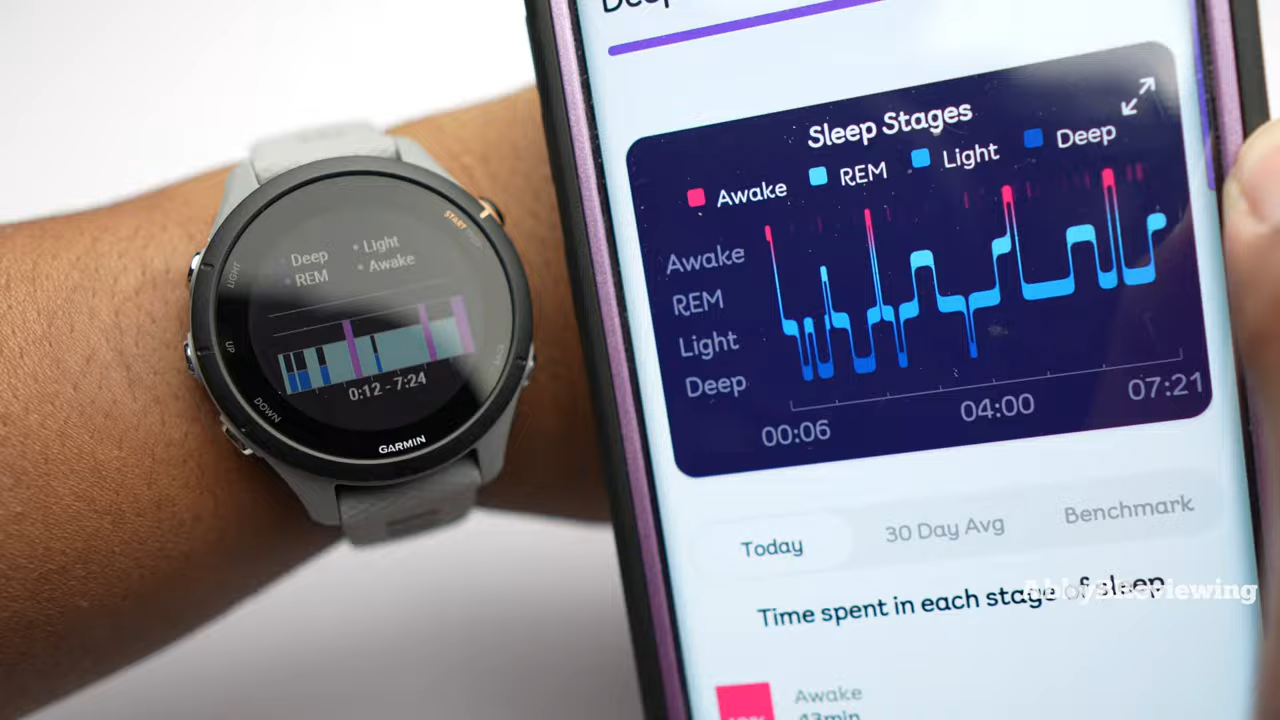 Deep
Light
REM
Awake
0:12 - 7:24
GARMIN
START
LIGHT
UP
DOWN
Sleep Stages
Awake
REM
Light
Deep
Awake
REM
Light
Deep
00:06
04:00
07:21
Today
30 Day Avg
Benchmark
Time spent in each stage of sleep
Awake
43min